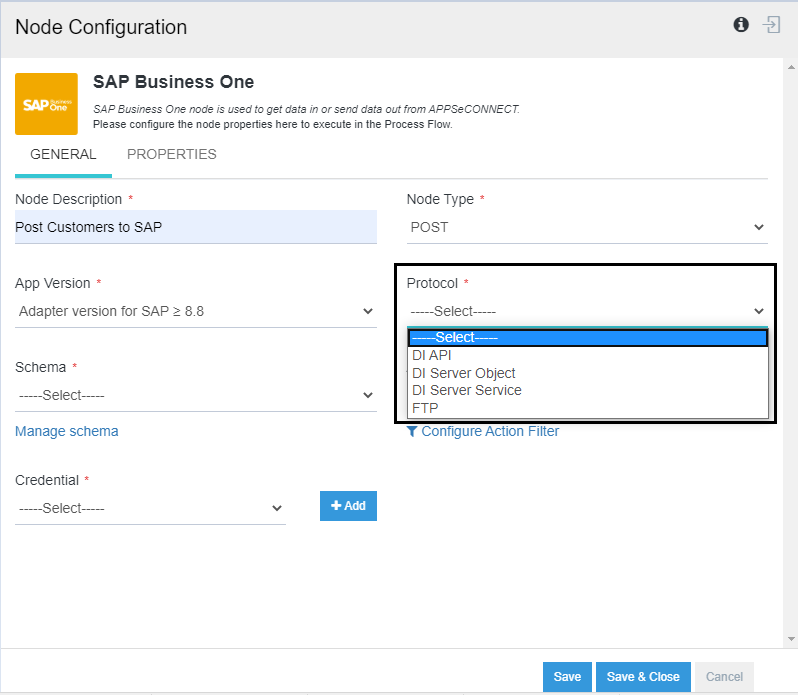 Node Configuration
SAP Business One
SAP Business One
SAP Business One node is used to get data in or send data out from APPSeCONNECT.
Please configure the node properties here to execute in the Process Flow.
GENERAL PROPERTIES
Node Description *
Post Customers to SAP
Node Type *
POST
App Version *
Adapter version for SAP ≥ 8.8
Protocol *
-----Select-----
-----Select-----
DI API
DI Server Object
DI Server Service
FTP
Schema *
-----Select-----
Manage schema
Configure Action Filter
Credential *
-----Select-----
+ Add
Save
Save & Close
Cancel